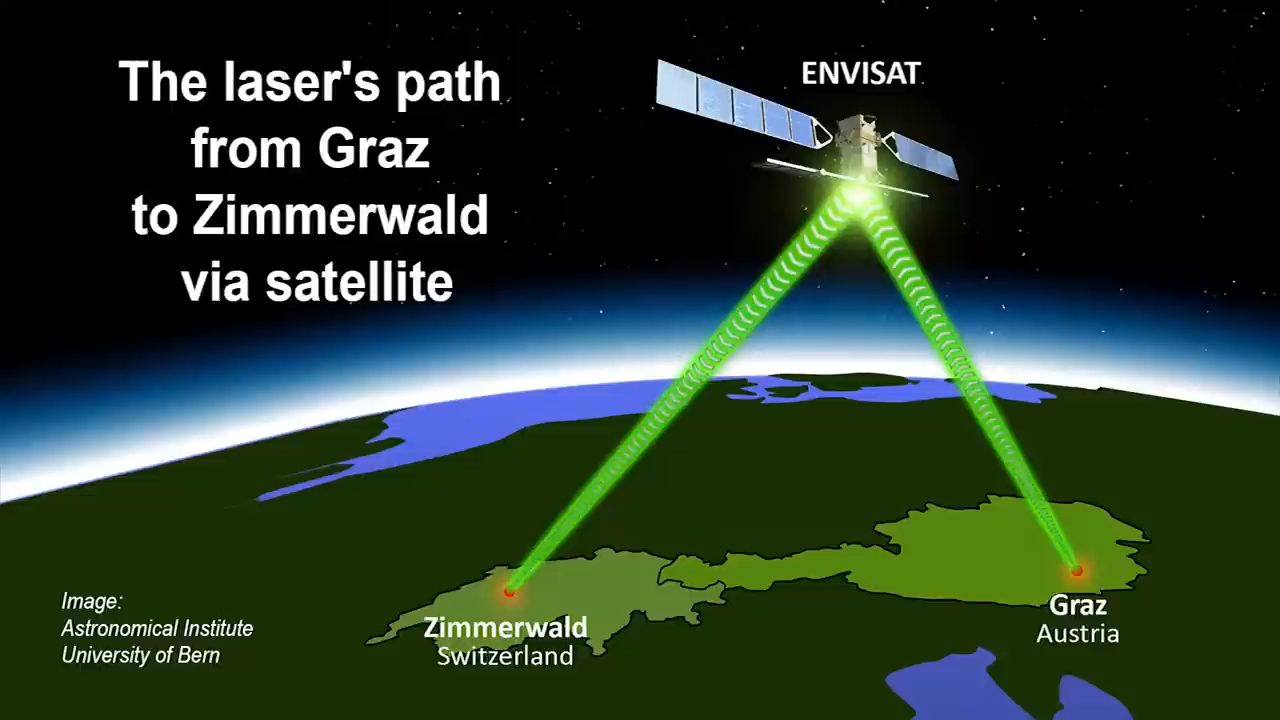 The laser's path
from Graz
to Zimmerwald
via satellite
ENVISAT
Zimmerwald
Switzerland
Graz
Austria
Image:
Astronomical Institute
University of Bern